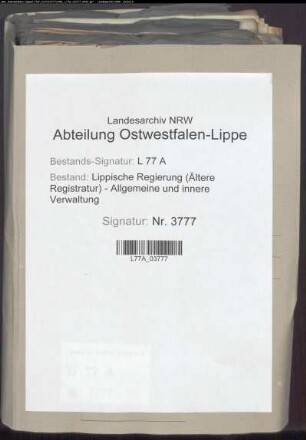 Landesarchiv NRW
Abteilung Ostwestfalen-Lippe
Bestands-Signatur: L 77 A
Bestand: Lippische Regierung (Ältere
Registratur) - Allgemeine und innere
Verwaltung
Signatur: Nr. 3777
L77A_03777